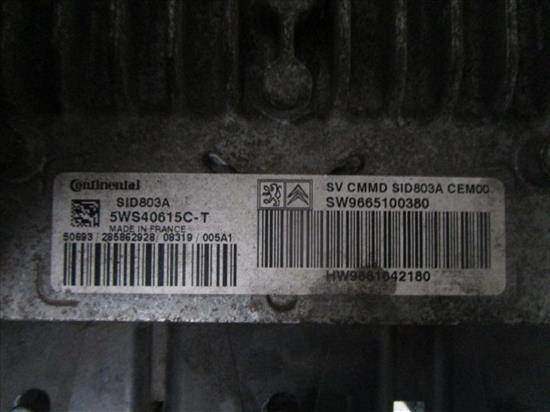 Continental
SID803A
5WS40615C-T
MADE IN FRANCE
50693 / 285862928 / 08319 / 005A1
SV CMMD SID803A CEM00
SW9665100380
HW9661642180